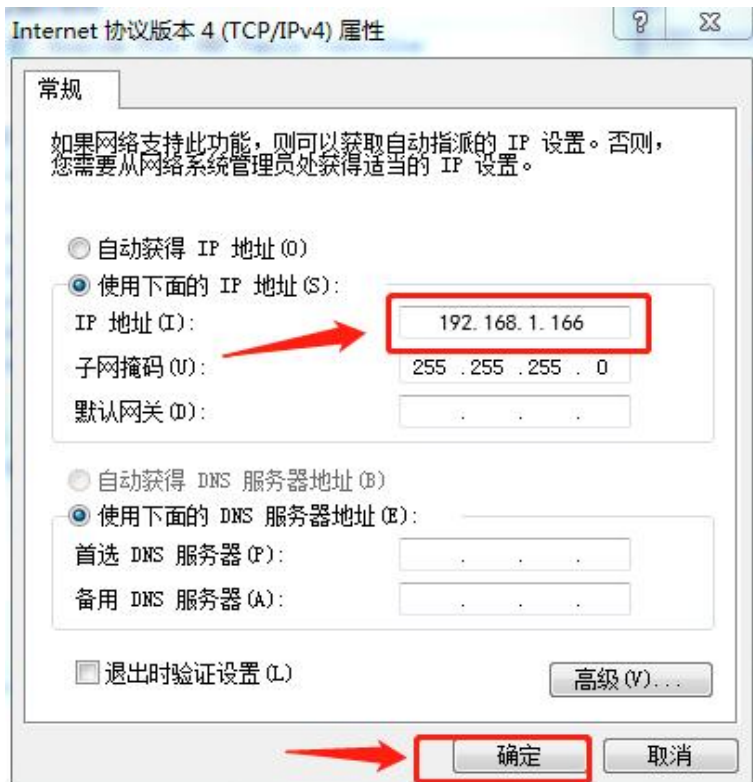 Internet 协议版本 4 (TCP/IPv4) 属性
常规
如果网络支持此功能，则可以获取自动指派的 IP 设置。否则，
您需要从网络系统管理员处获得适当的 IP 设置。
自动获得 IP 地址(O)
使用下面的 IP 地址(S):
IP 地址(I): 192.168.1.166
子网掩码(U): 255 .255 .255 . 0
默认网关(D): . . .
自动获得 DNS 服务器地址(B)
使用下面的 DNS 服务器地址(E):
首选 DNS 服务器(P): . . .
备用 DNS 服务器(A): . . .
退出时验证设置(L)
高级(V)...
确定 取消